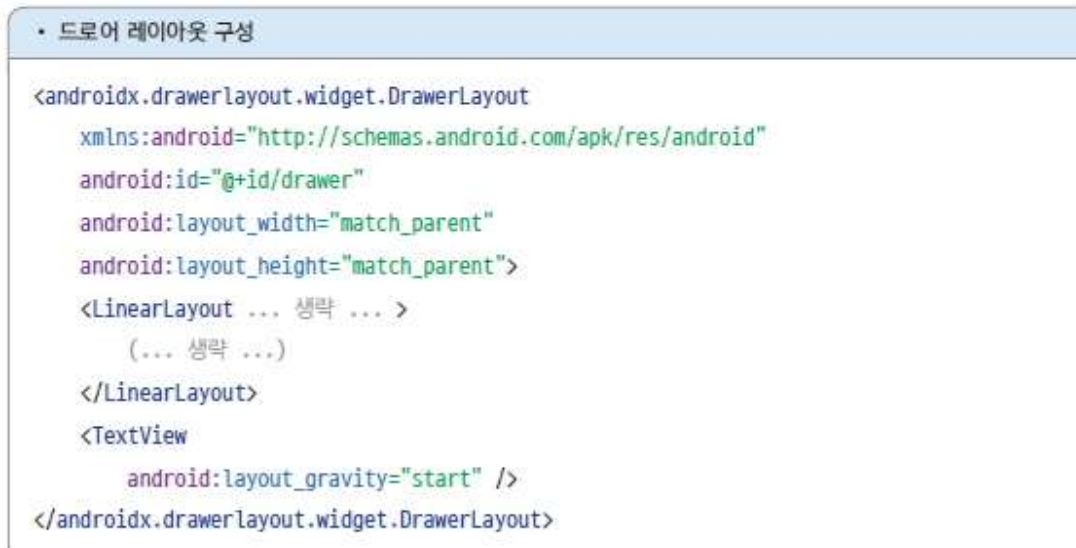 • 드로어 레이아웃 구성
<androidx.drawerlayout.widget.DrawerLayout
    xmlns:android="http://schemas.android.com/apk/res/android"
    android:id="@+id/drawer"
    android:layout_width="match_parent"
    android:layout_height="match_parent">
    <LinearLayout ... 생략 ... >
        (... 생략 ...)
    </LinearLayout>
    <TextView
        android:layout_gravity="start" />
</androidx.drawerlayout.widget.DrawerLayout>